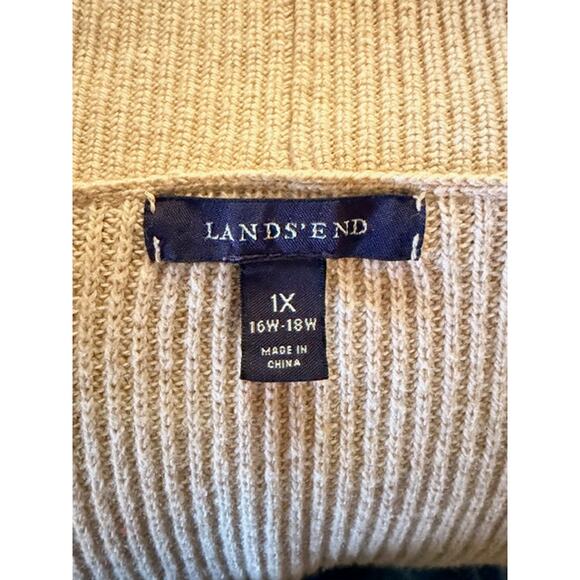 LANDS' END
1X
16W-18W
MADE IN
CHINA